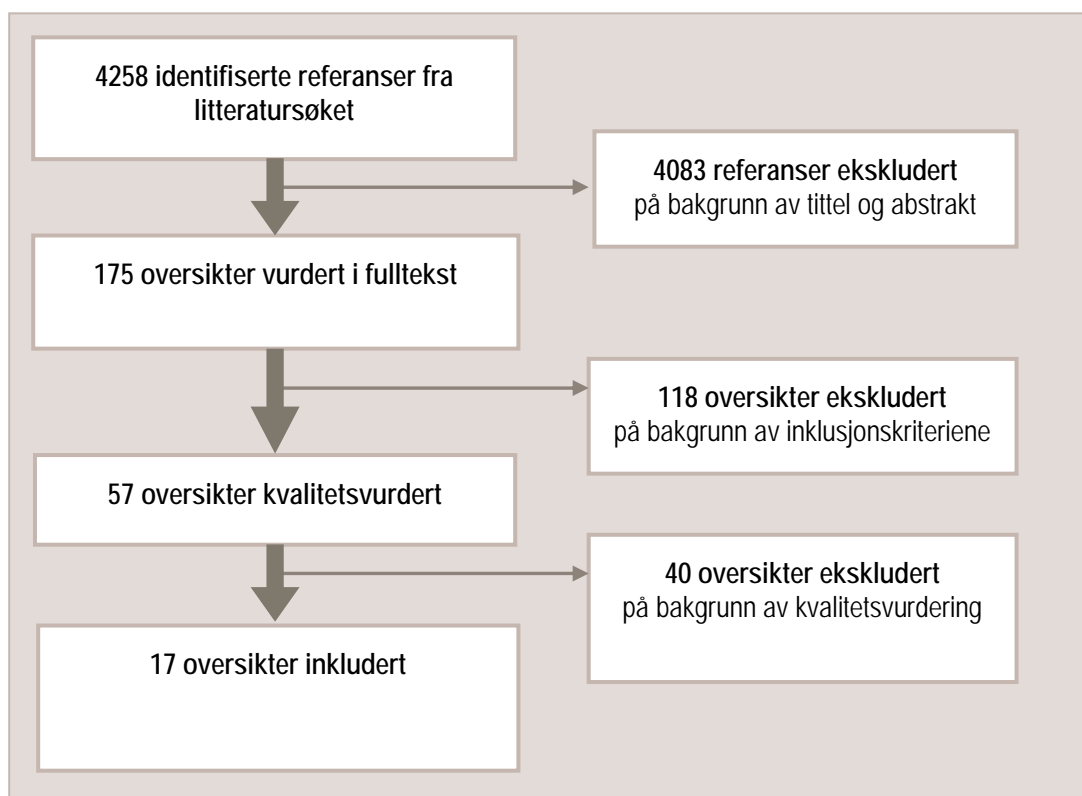 4258 identifiserte referanser fra
litteratursøket
4083 referanser ekskludert
på bakgrunn av tittel og abstrakt
175 oversikter vurdert i fulltekst
118 oversikter ekskludert
på bakgrunn av inklusjonskriteriene
57 oversikter kvalitetsvurdert
40 oversikter ekskludert
på bakgrunn av kvalitetsvurdering
17 oversikter inkludert